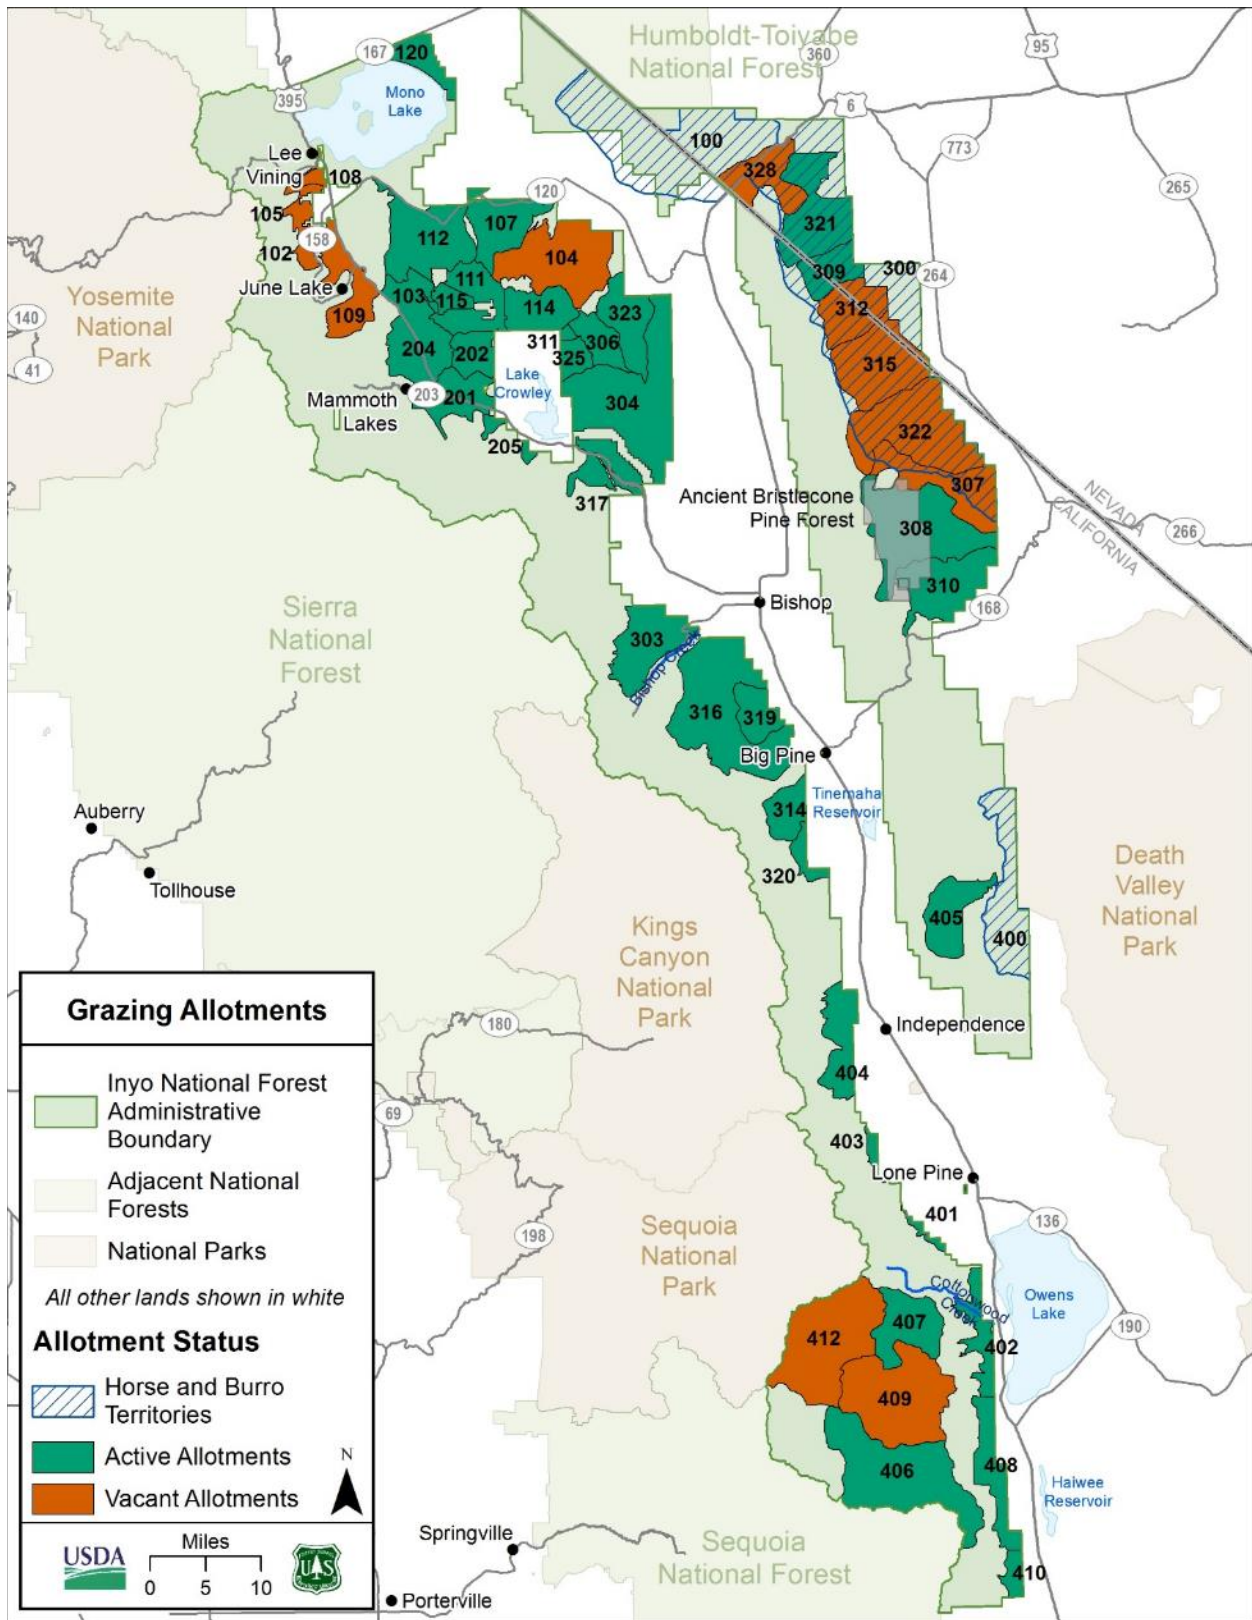 Humboldt-Toiyabe
National Forest
167
120
360
95
395
Mono
Lake
6
Lee
Vining
108
100
328
773
265
120
105
107
102
158
112
104
321
June Lake
111
309
300
264
Yosemite
National
Park
103
115
114
323
312
109
140
41
311
306
325
315
204
202
Lake
Crowley
Mammoth
Lakes
203
201
304
322
205
307
317
Ancient Bristlecone
Pine Forest
308
NEVADA
CALIFORNIA
266
310
168
Bishop
Sierra
National
Forest
303
Bishop Creek
316
319
Big Pine
Tinemaha
Reservoir
314
Auberry
Tollhouse
320
Death
Valley
National
Park
405
400
Kings
Canyon
National
Park
Independence
180
404
69
403
Lone Pine
401
136
198
Sequoia
National
Park
Cottonwood
Creek
Owens
Lake
190
407
412
402
409
406
408
Haiwee
Reservoir
Sequoia
National Forest
410
Springville
Porterville
Grazing Allotments
Inyo National Forest
Administrative
Boundary
Adjacent National
Forests
National Parks
All other lands shown in white
Allotment Status
Horse and Burro
Territories
Active Allotments
N
Vacant Allotments
USDA
Miles
0 5 10
U S